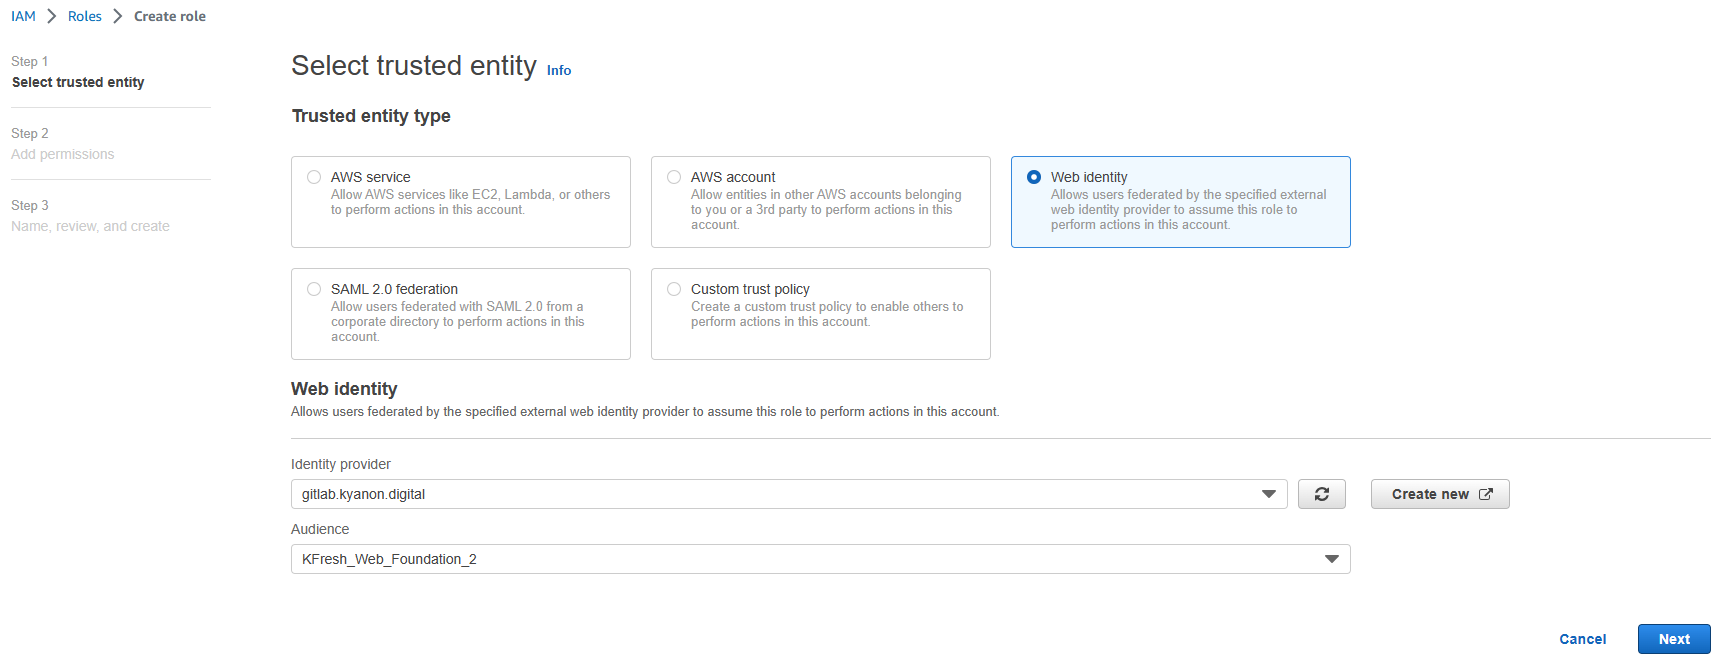 IAM > Roles > Create role
Step 1
Select trusted entity
Step 2
Add permissions
Step 3
Name, review, and create
Select trusted entity Info
Trusted entity type
AWS service
Allow AWS services like EC2, Lambda, or others
to perform actions in this account.
AWS account
Allow entities in other AWS accounts belonging
to you or a 3rd party to perform actions in this
account.
Web identity
Allows users federated by the specified external
web identity provider to assume this role to
perform actions in this account.
SAML 2.0 federation
Allow users federated with SAML 2.0 from a
corporate directory to perform actions in this
account.
Custom trust policy
Create a custom trust policy to enable others to
perform actions in this account.
Web identity
Allows users federated by the specified external web identity provider to assume this role to perform actions in this account.
Identity provider
gitlab.kyanon.digital
Create new
Audience
KFresh_Web_Foundation_2
Cancel
Next